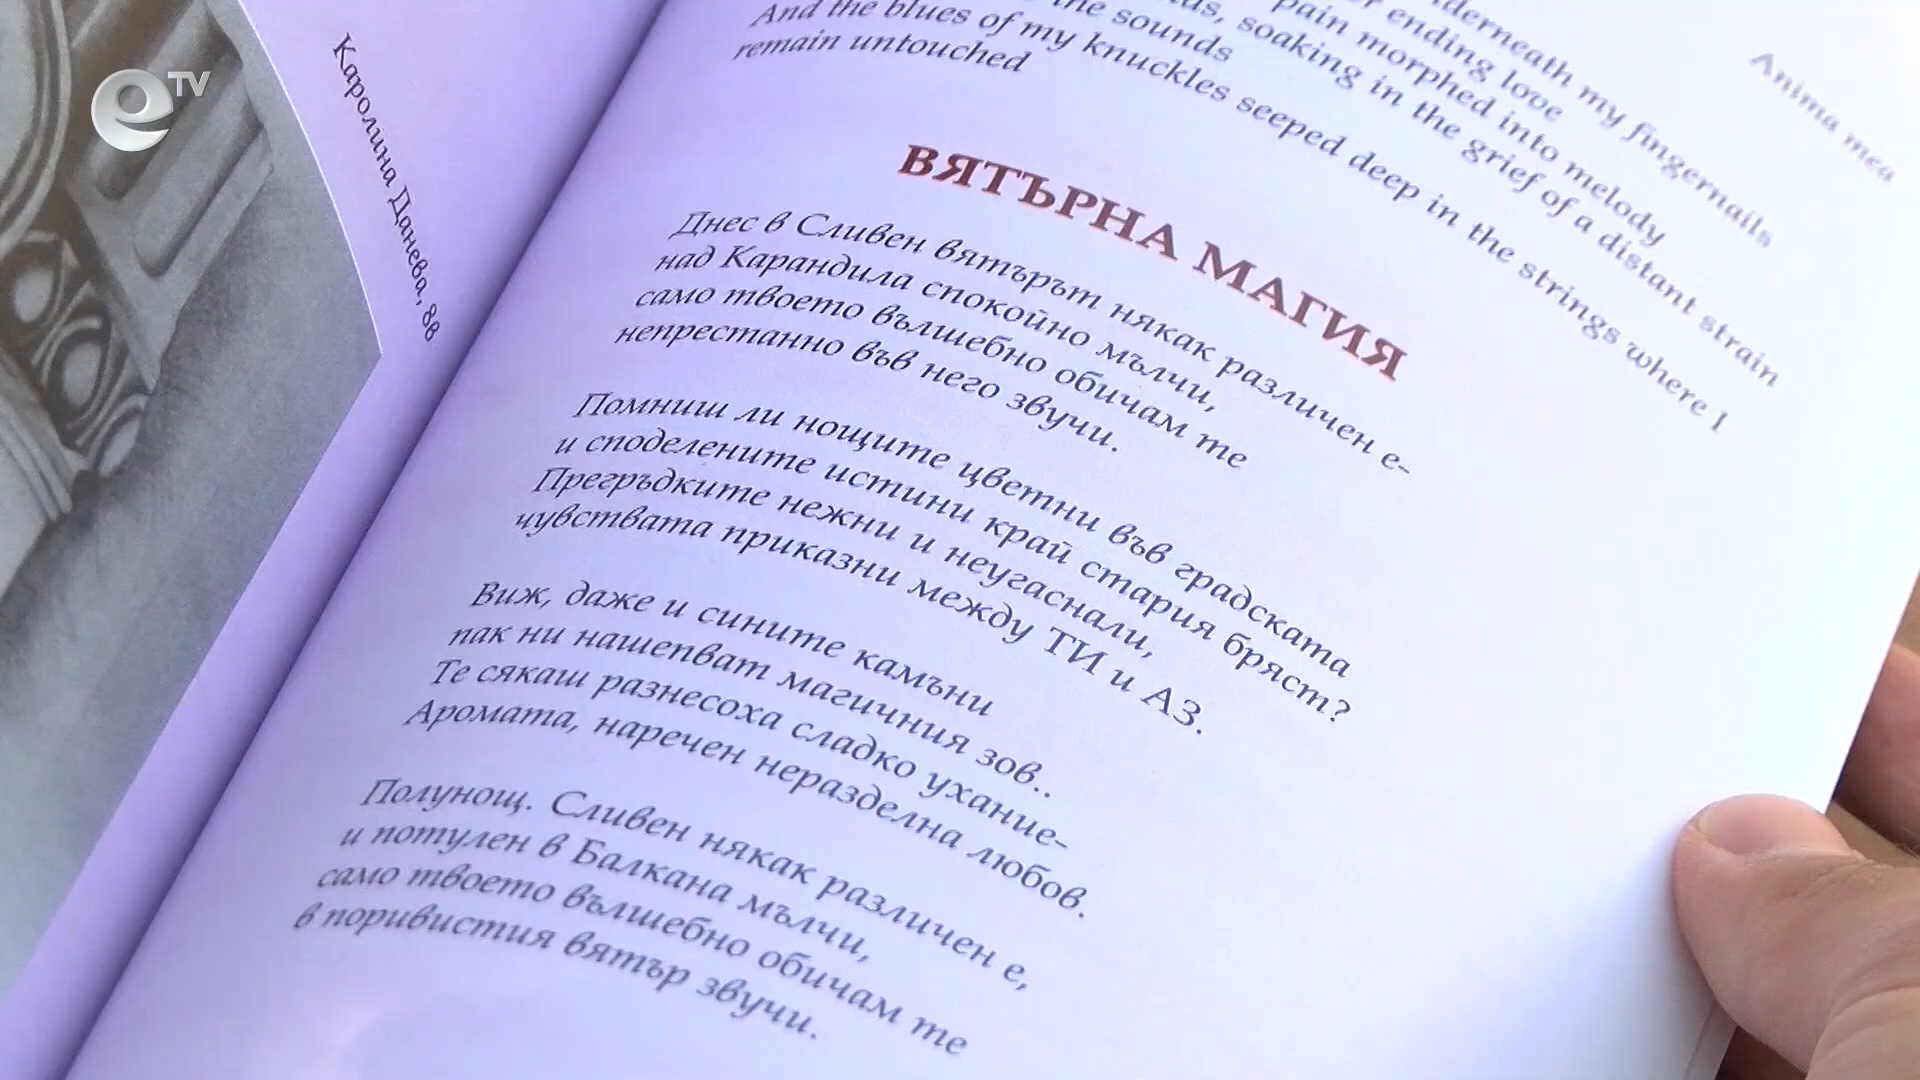 eTV
Каролина Данева, 8в
Anima mea
derneath my fingernails
ending love
pain morphed into melody
soaking in the grief of a distant strain
the sounds
And the blues of my knuckles seeped deep in the strings where I
remain untouched
ВЯТЪРНА МАГИЯ
Днес в Сливен вятърът някак различен е-
над Карандила спокойно мълчи,
само твоето вълшебно обичам те
непрестанно във него звучи.
Помниш ли нощите цветни във градската
и споделените истини край стария бряст?
Прегръдките нежни и неугаснали,
чувствата приказни между ТИ и АЗ.
Виж, даже и сините камъни
пак ни нашепват магичния зов..
Те сякаш разнесоха сладко ухание-
Аромата, наречен неразделна любов.
Полунощ. Сливен някак различен е,
и потулен в Балкана мълчи,
само твоето вълшебно обичам те
в поривистия вятър звучи.